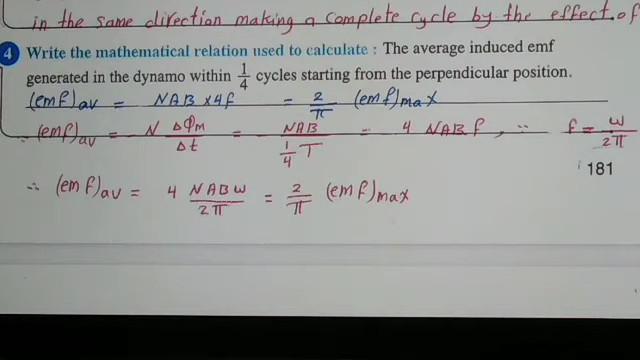 in the same direction making a complete cycle by the effect of
4 Write the mathematical relation used to calculate : The average induced emf
generated in the dynamo within 1/4 cycles starting from the perpendicular position.
(emf)av = NAB x 4f = 2/π (emf)max
∴ (emf)av = N ΔΦm/Δt = NAB/(1/4 T) = 4 NABf, ∵ f = ω/2π
181
∴ (emf)av = 4 NABω/2π = 2/π (emf)max